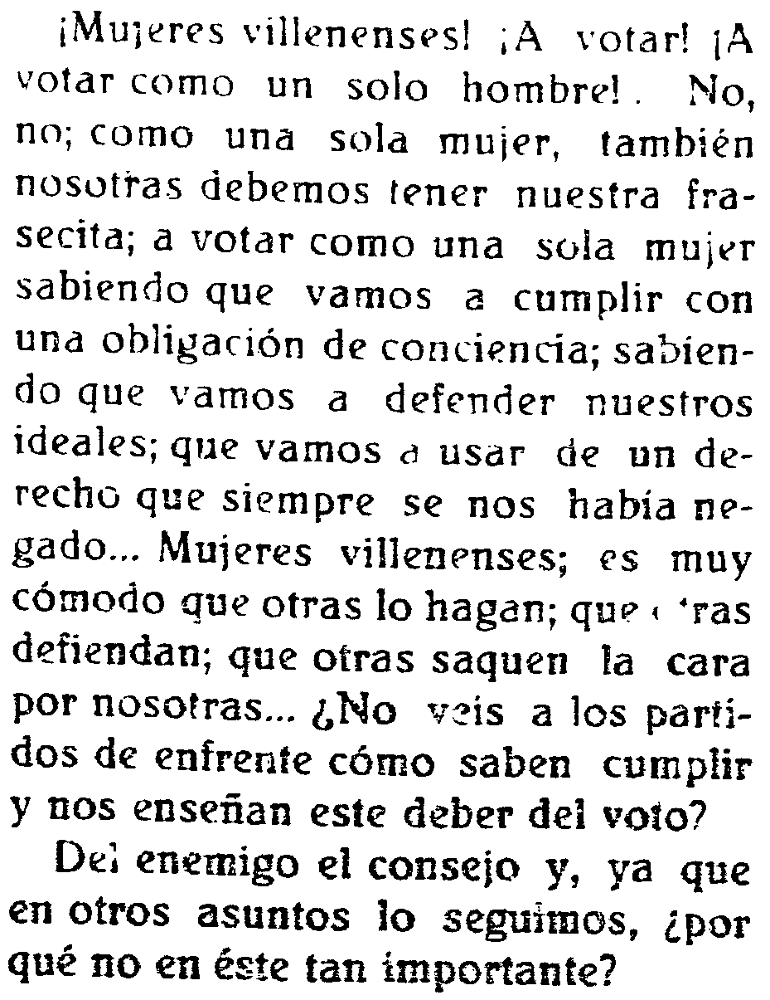 ¡Mujeres villenenses! ¡A votar! ¡A
votar como un solo hombre!. No,
no; como una sola mujer, también
nosotras debemos tener nuestra fra-
secita; a votar como una sola mujer
sabiendo que vamos a cumplir con
una obligación de conciencia; sabien-
do que vamos a defender nuestros
ideales; que vamos a usar de un de-
recho que siempre se nos había ne-
gado... Mujeres villenenses; es muy
cómodo que otras lo hagan; que otras
defiendan; que otras saquen la cara
por nosotras... ¿No veis a los parti-
dos de enfrente cómo saben cumplir
y nos enseñan este deber del voto?
Del enemigo el consejo y, ya que
en otros asuntos lo seguimos, ¿por
qué no en éste tan importante?